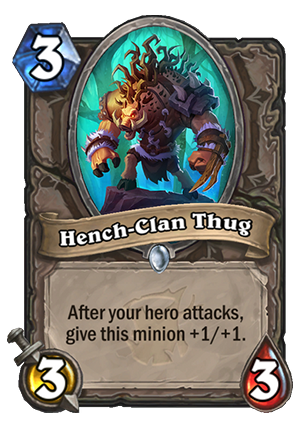 3
Hench-Clan Thug
After your hero attacks,
give this minion +1/+1.
3
3